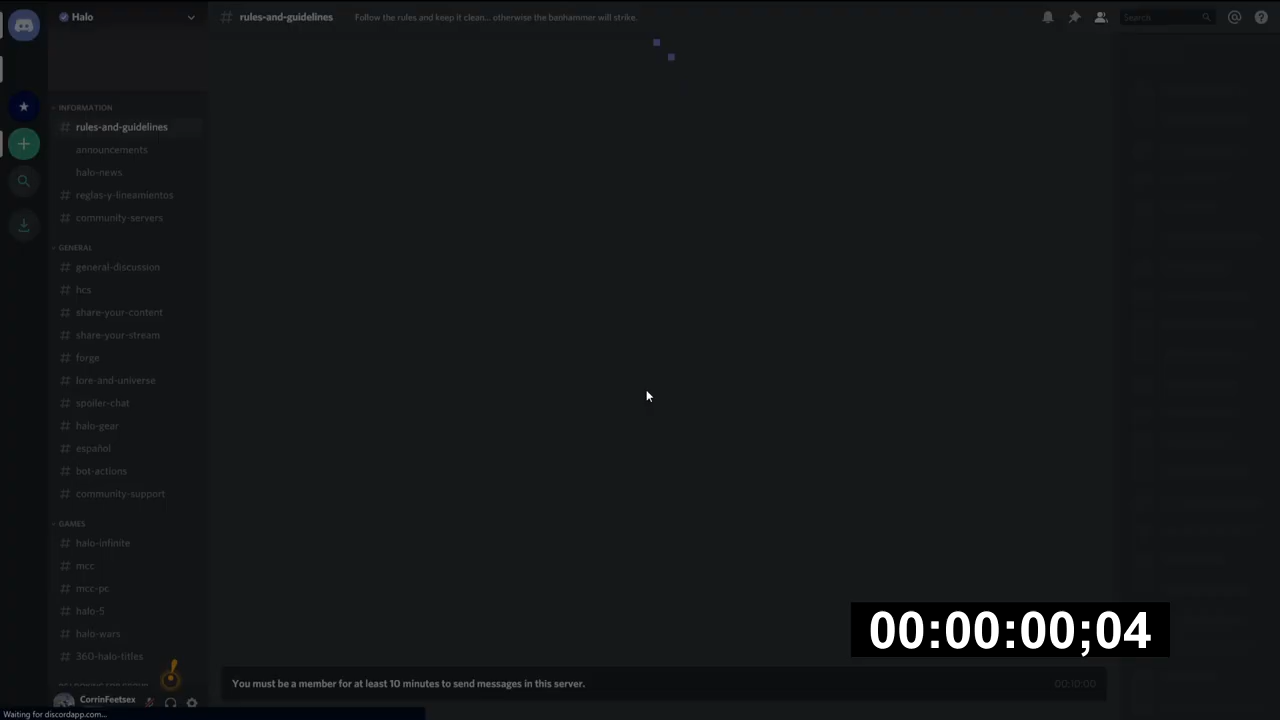 Halo
rules-and-guidelines Follow the rules and keep it clean... otherwise the banhammer will strike.
Search
INFORMATION
rules-and-guidelines
announcements
halo-news
reglas-y-lineamientos
community-servers
GENERAL
general-discussion
hcs
share-your-content
share-your-stream
forge
lore-and-universe
spoiler-chat
halo-gear
español
bot-actions
community-support
GAMES
halo-infinite
mcc
mcc-pc
halo-5
halo-wars
360-halo-titles
00:00:00;04
You must be a member for at least 10 minutes to send messages in this server. 00:10:00
CorrinFeetsex
Waiting for discordapp.com...